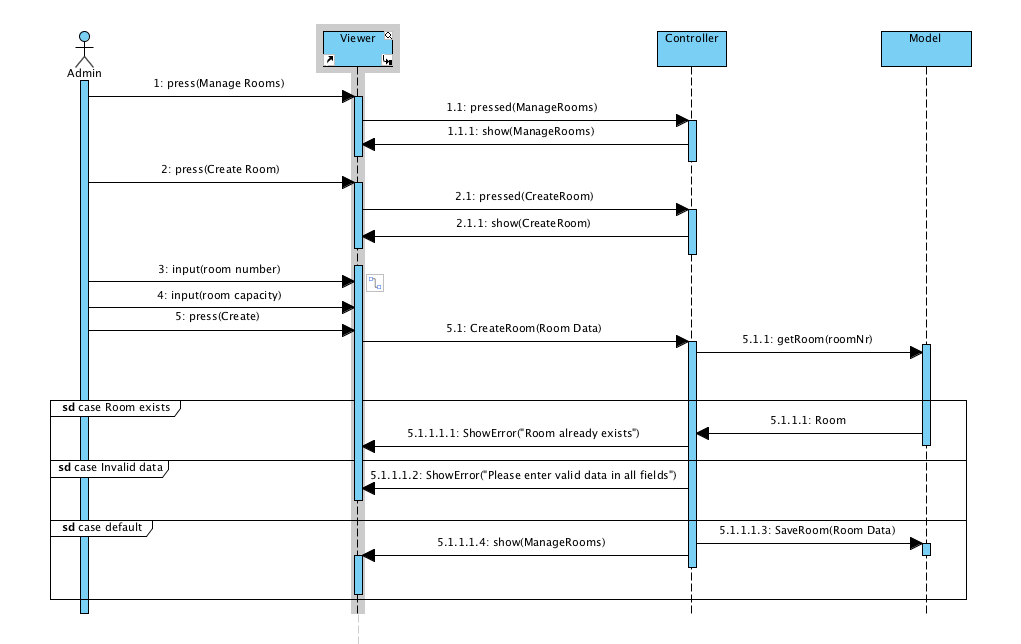 Viewer
Controller
Model
Admin
1: press(Manage Rooms)
1.1: pressed(ManageRooms)
1.1.1: show(ManageRooms)
2: press(Create Room)
2.1: pressed(CreateRoom)
2.1.1: show(CreateRoom)
3: input(room number)
4: input(room capacity)
5: press(Create)
5.1: CreateRoom(Room Data)
5.1.1: getRoom(roomNr)
sd case Room exists
5.1.1.1: Room
5.1.1.1.1: ShowError("Room already exists")
sd case Invalid data
5.1.1.1.2: ShowError("Please enter valid data in all fields")
sd case default
5.1.1.1.3: SaveRoom(Room Data)
5.1.1.1.4: show(ManageRooms)